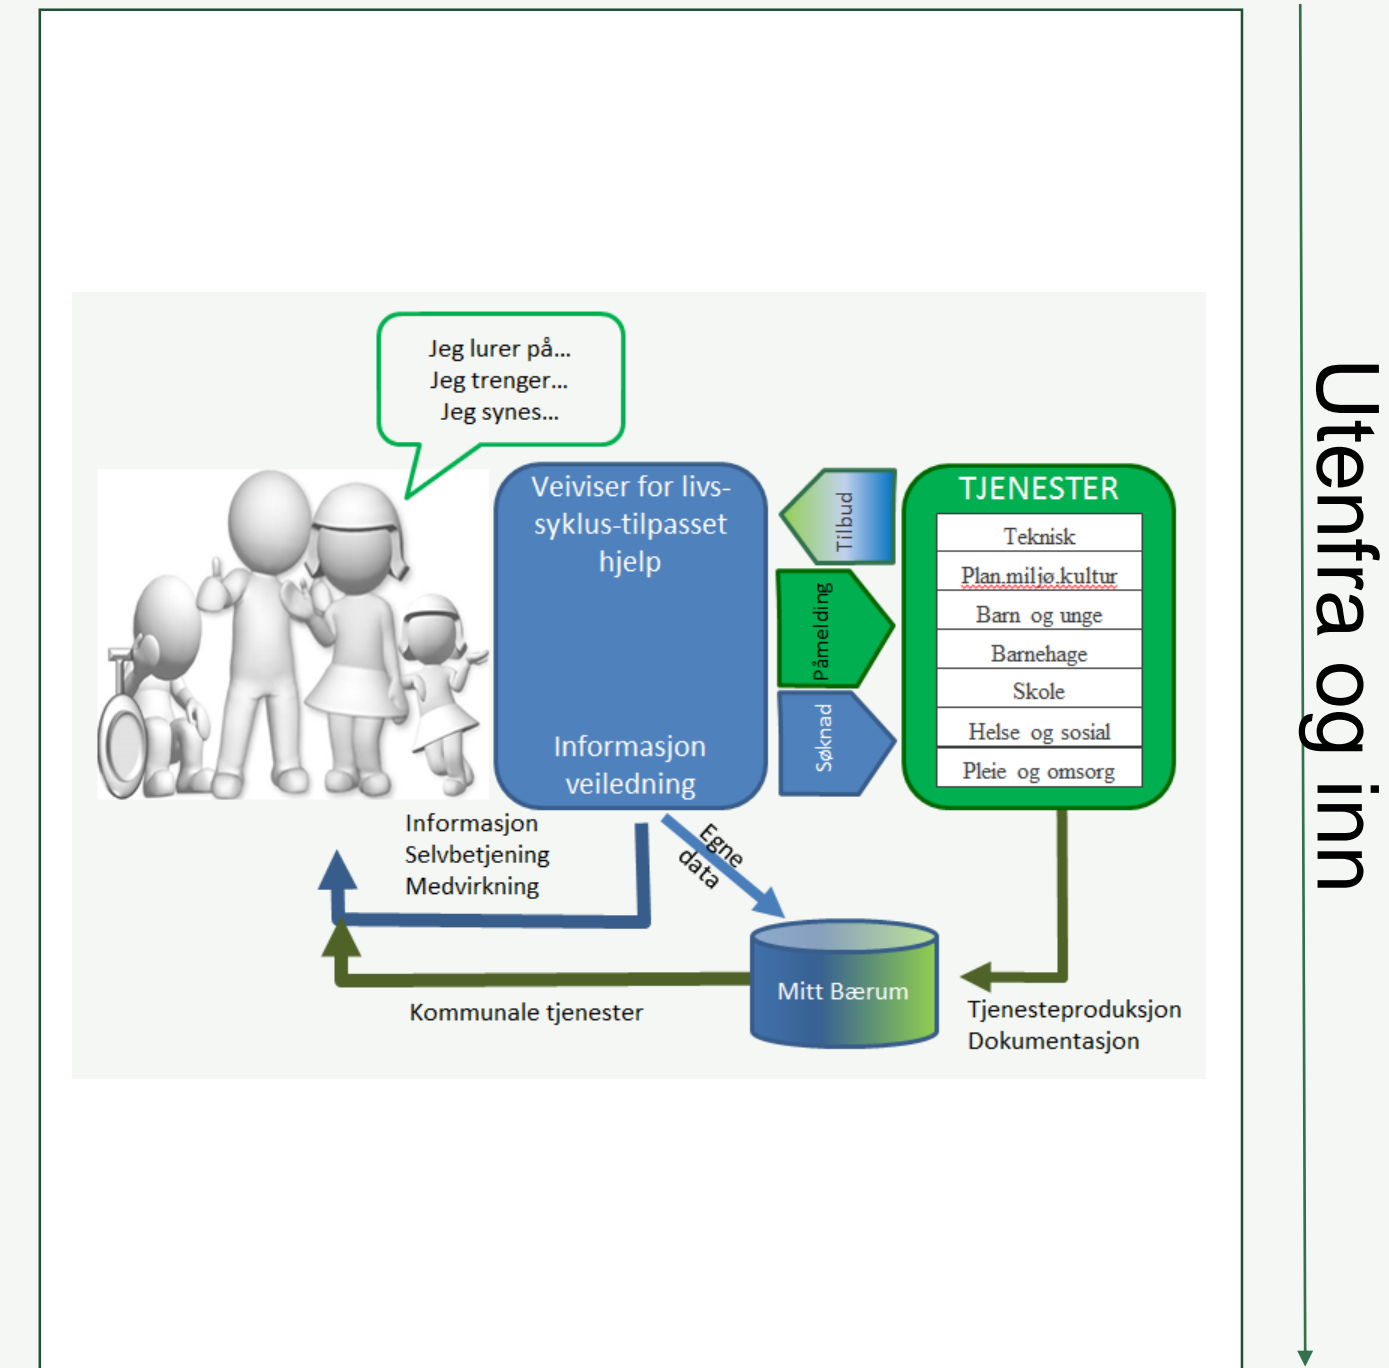 Jeg lurer på...
Jeg trenger...
Jeg synes...
Veiviser for livs-
syklus-tilpasset
hjelp
Informasjon
veiledning
Tilbud
Påmelding
Søknad
TJENESTER
Teknisk
Plan.miljø.kultur
Barn og unge
Barnehage
Skole
Helse og sosial
Pleie og omsorg
Informasjon
Selvbetjening
Medvirkning
Egne
data
Mitt Bærum
Kommunale tjenester
Tjenesteproduksjon
Dokumentasjon
Utenfra og inn